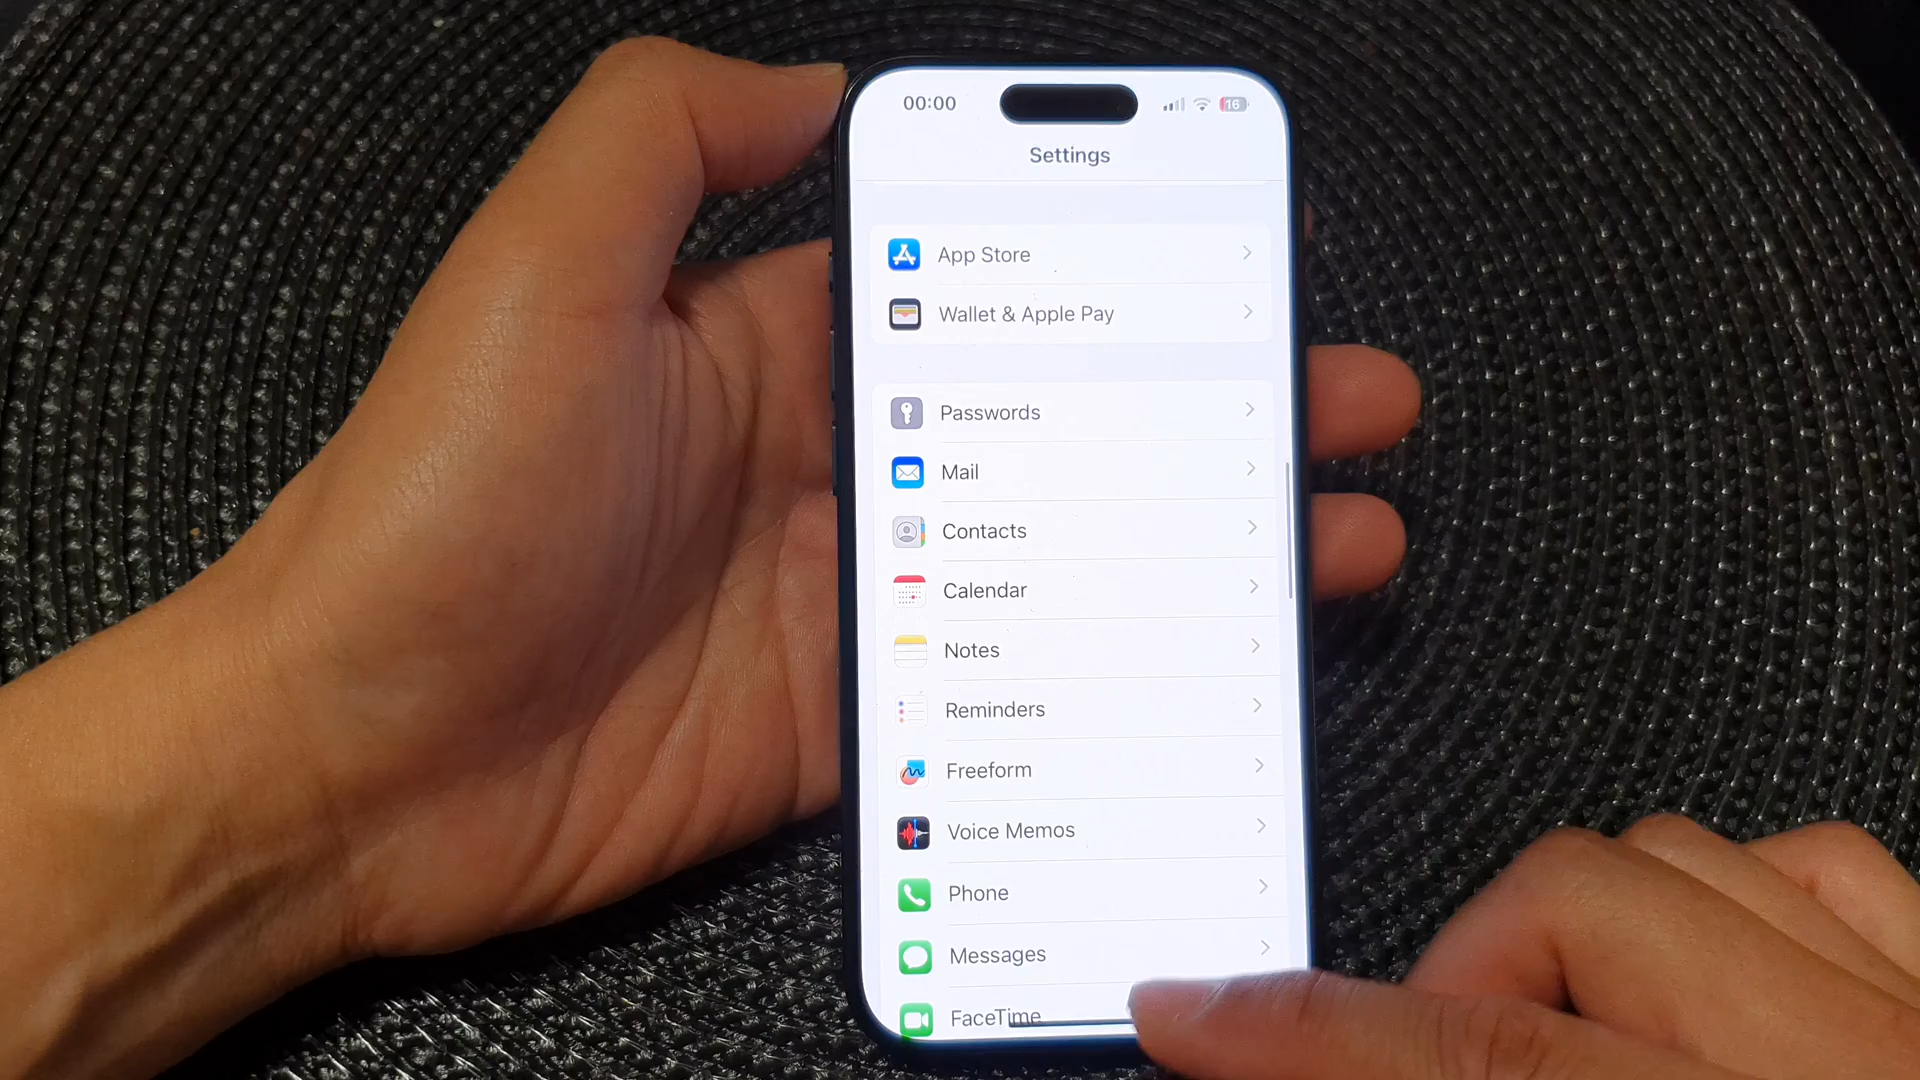 00:00
16
Settings
App Store
Wallet & Apple Pay
Passwords
Mail
Contacts
Calendar
Notes
Reminders
Freeform
Voice Memos
Phone
Messages
FaceTime